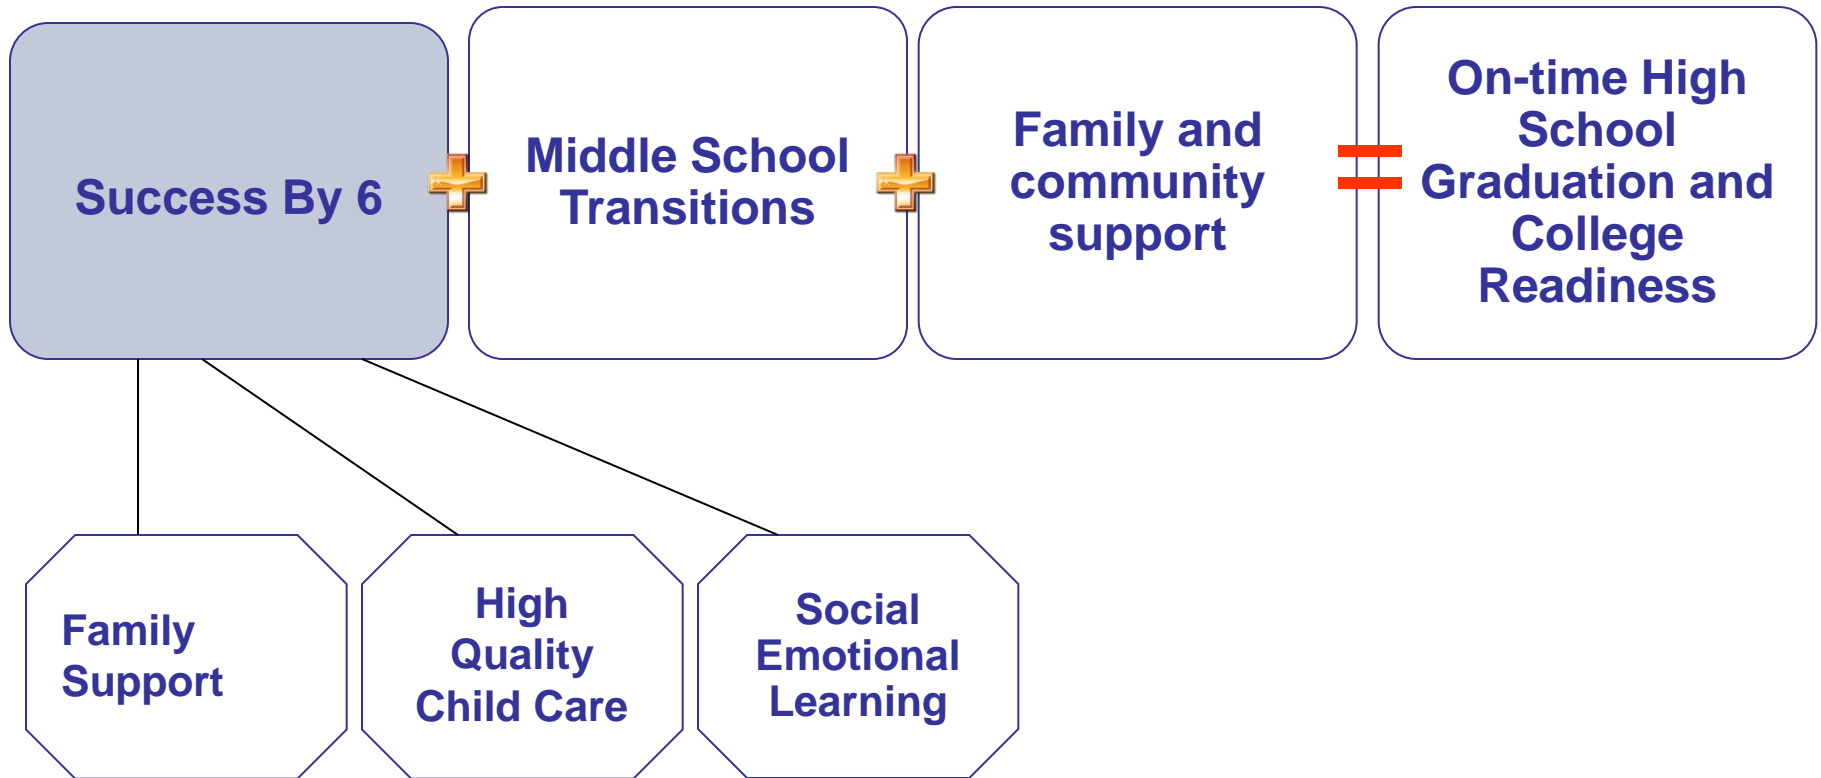 Success By 6
Middle School
Transitions
Family and
community
support
On-time High
School
Graduation and
College
Readiness
Family
Support
High
Quality
Child Care
Social
Emotional
Learning